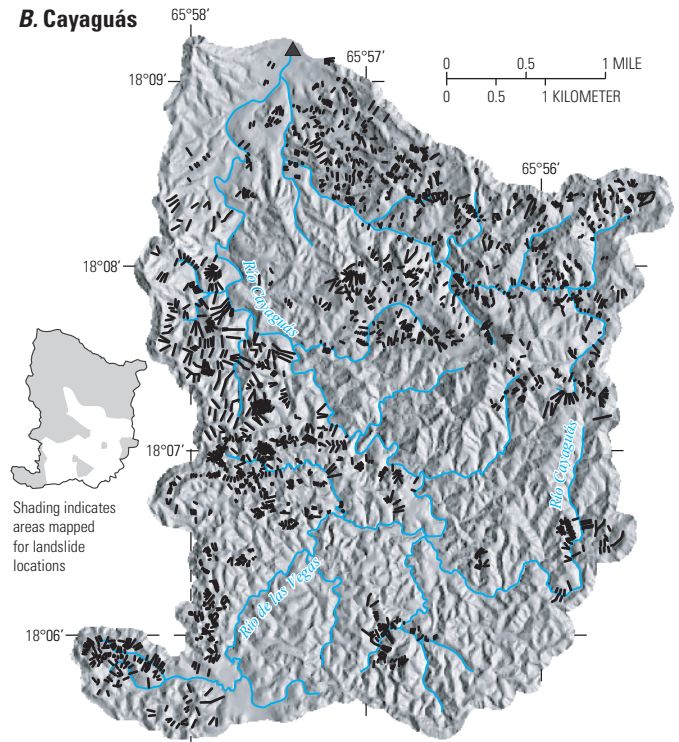 B. Cayaguás
65°58′
65°57′
18°09′
0 0.5 1 MILE
0 0.5 1 KILOMETER
65°56′
18°08′
Río Cayaguás
18°07′
Río Cayaguás
Shading indicates
areas mapped
for landslide
locations
Río de las Vegas
18°06′